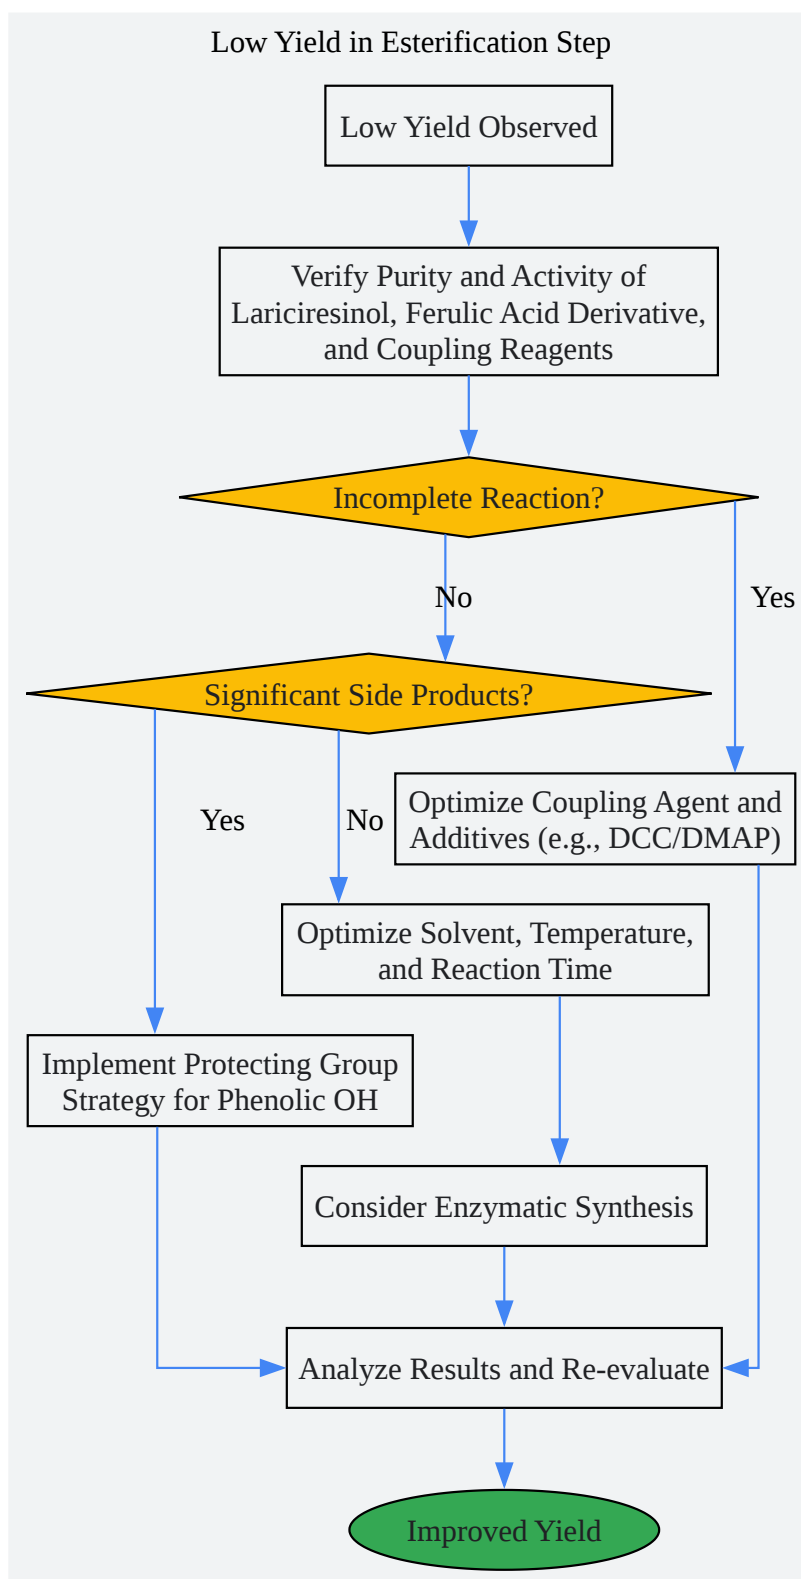 Low Yield in Esterification Step
Low Yield Observed
Verify Purity and Activity of
Lariciresinol, Ferulic Acid Derivative,
and Coupling Reagents
Incomplete Reaction?
No
Yes
Significant Side Products?
Optimize Coupling Agent and
Additives (e.g., DCC/DMAP)
Yes
No
Optimize Solvent, Temperature,
and Reaction Time
Implement Protecting Group
Strategy for Phenolic OH
Consider Enzymatic Synthesis
Analyze Results and Re-evaluate
Improved Yield